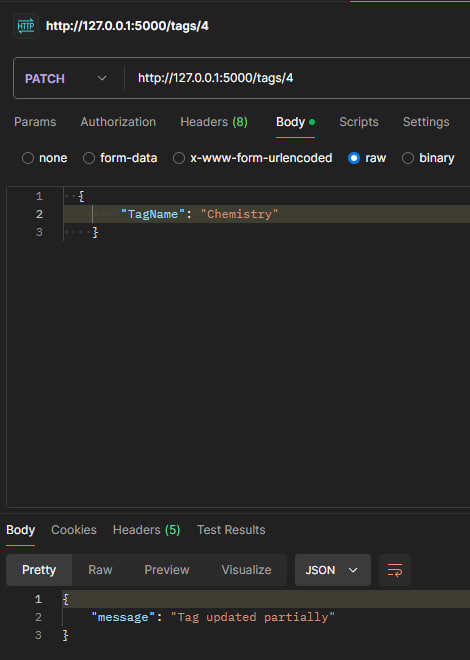 HTTP http://127.0.0.1:5000/tags/4
PATCH http://127.0.0.1:5000/tags/4
Params Authorization Headers (8) Body Scripts Settings
none form-data x-www-form-urlencoded raw binary
1 {
2 "TagName": "Chemistry"
3 }
Body Cookies Headers (5) Test Results
Pretty Raw Preview Visualize JSON
1 {
2 "message": "Tag updated partially"
3 }